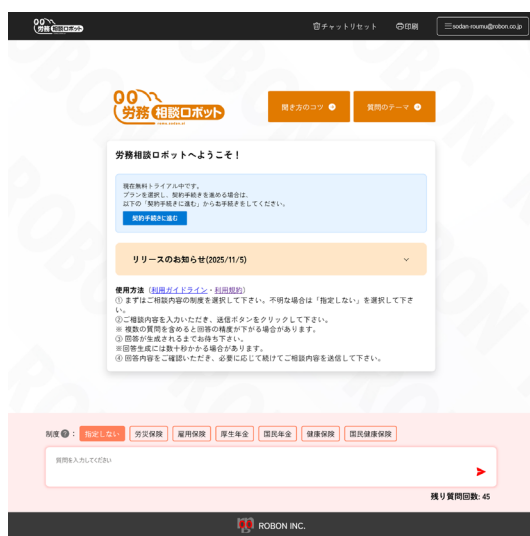 労務 相談ロボット
チャットリセット
印刷
sodan-roumu@robon.co.jp
労務 相談ロボット
聞き方のコツ
質問のテーマ
労務相談ロボットへようこそ！
現在無料トライアル中です。
プランを選択し、契約手続きを進める場合は、
以下の「契約手続きに進む」からお手続きをしてください。
契約手続きに進む
リリースのお知らせ(2025/11/5)
使用方法（利用ガイドライン・利用規約）
① まずはご相談内容の制度を選択して下さい。不明な場合は「指定しない」を選択して下さ
い。
②ご相談内容を入力いただき、送信ボタンをクリックして下さい。
※ 複数の質問を含めると回答の精度が下がる場合があります。
③ 回答が生成されるまでお待ち下さい。
※回答生成には数十秒かかる場合があります。
④ 回答内容をご確認いただき、必要に応じて続けてご相談内容を送信して下さい。
制度?： 指定しない 労災保険 雇用保険 厚生年金 国民年金 健康保険 国民健康保険
質問を入力してください
残り質問回数: 45
ROBON INC.